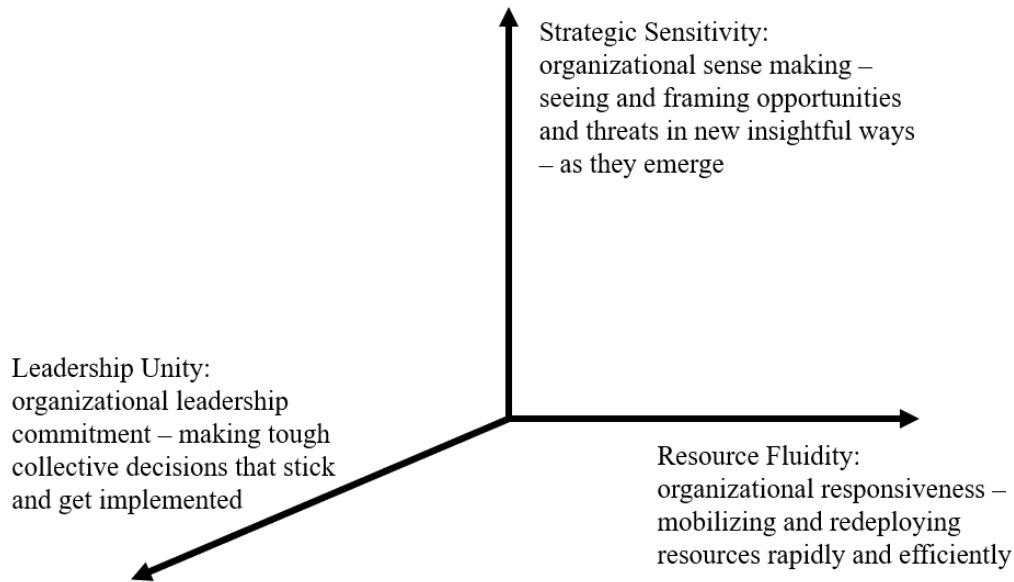 Strategic Sensitivity:
organizational sense making –
seeing and framing opportunities
and threats in new insightful ways
– as they emerge
Leadership Unity:
organizational leadership
commitment – making tough
collective decisions that stick
and get implemented
Resource Fluidity:
organizational responsiveness –
mobilizing and redeploying
resources rapidly and efficiently